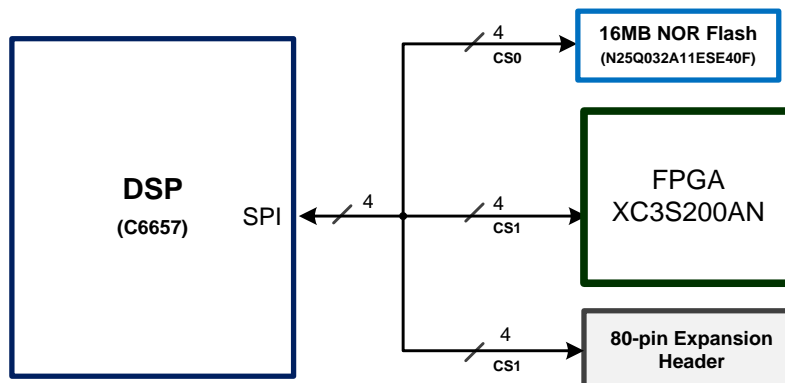 16MB NOR Flash
(N25Q032A11ESE40F)
4
CS0
DSP
(C6657)
SPI
4
4
CS1
FPGA
XC3S200AN
4
CS1
80-pin Expansion
Header